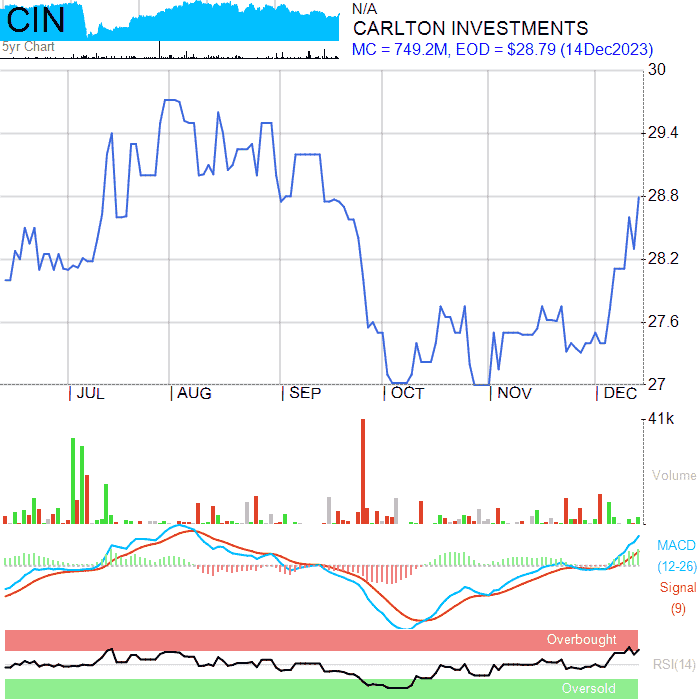 CIN
5yr Chart
N/A
CARLTON INVESTMENTS
MC = 749.2M, EOD = $28.79 (14Dec2023)
30
29.4
28.8
28.2
27.6
27
JUL AUG SEP OCT NOV DEC
41k
Volume
MACD
(12-26)
Signal
(9)
Overbought
RSI(14)
Oversold